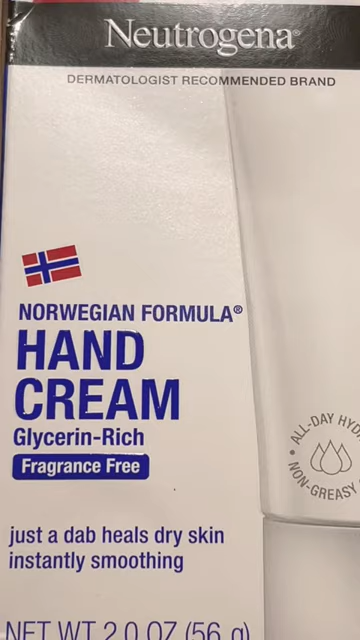 Neutrogena®
DERMATOLOGIST RECOMMENDED BRAND
NORWEGIAN FORMULA®
HAND
CREAM
Glycerin-Rich
Fragrance Free
ALL-DAY
NON-GREASY
just a dab heals dry skin
instantly smoothing
NET WT 2.0 OZ (56 g)